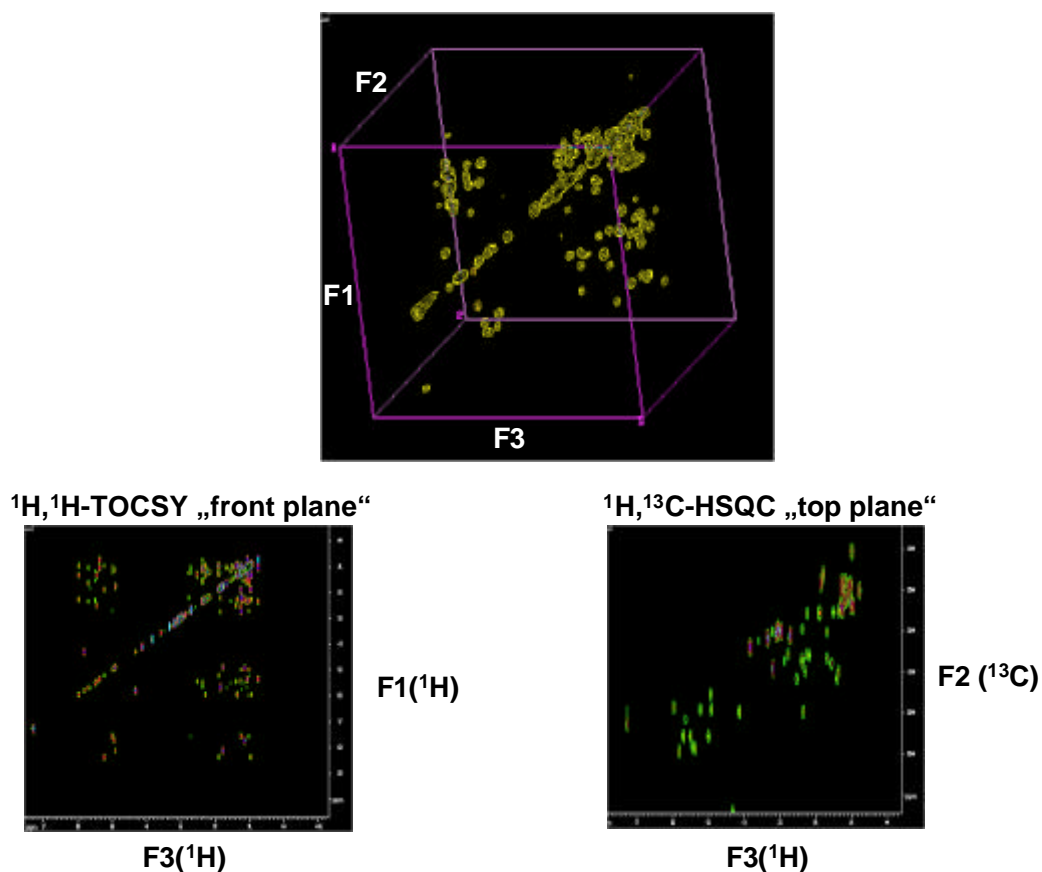 F2
F1
F3
¹H,¹H-TOCSY „front plane“
¹H,¹³C-HSQC „top plane“
F1(¹H)
F2 (¹³C)
F3(¹H)
F3(¹H)